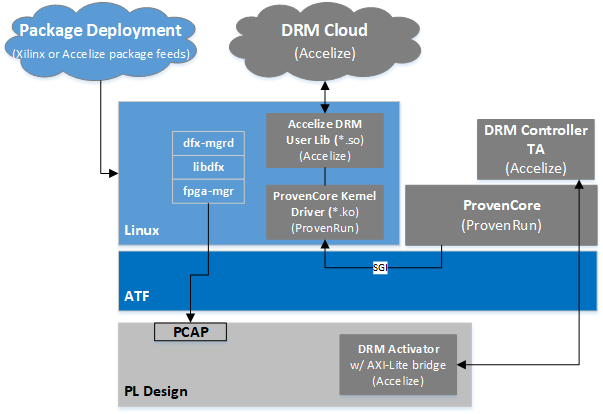 Package Deployment
(Xilinx or Accelize package feeds)
DRM Cloud
(Accelize)
dfx-mgrd
libdfx
fpga-mgr
Linux
Accelize DRM
User Lib (*.so)
(Accelize)
ProvenCore Kernel
Driver (*.ko)
(ProvenRun)
DRM Controller
TA
(Accelize)
ProvenCore
(ProvenRun)
SGI
ATF
PCAP
DRM Activator
w/ AXI-Lite bridge
(Accelize)
PL Design